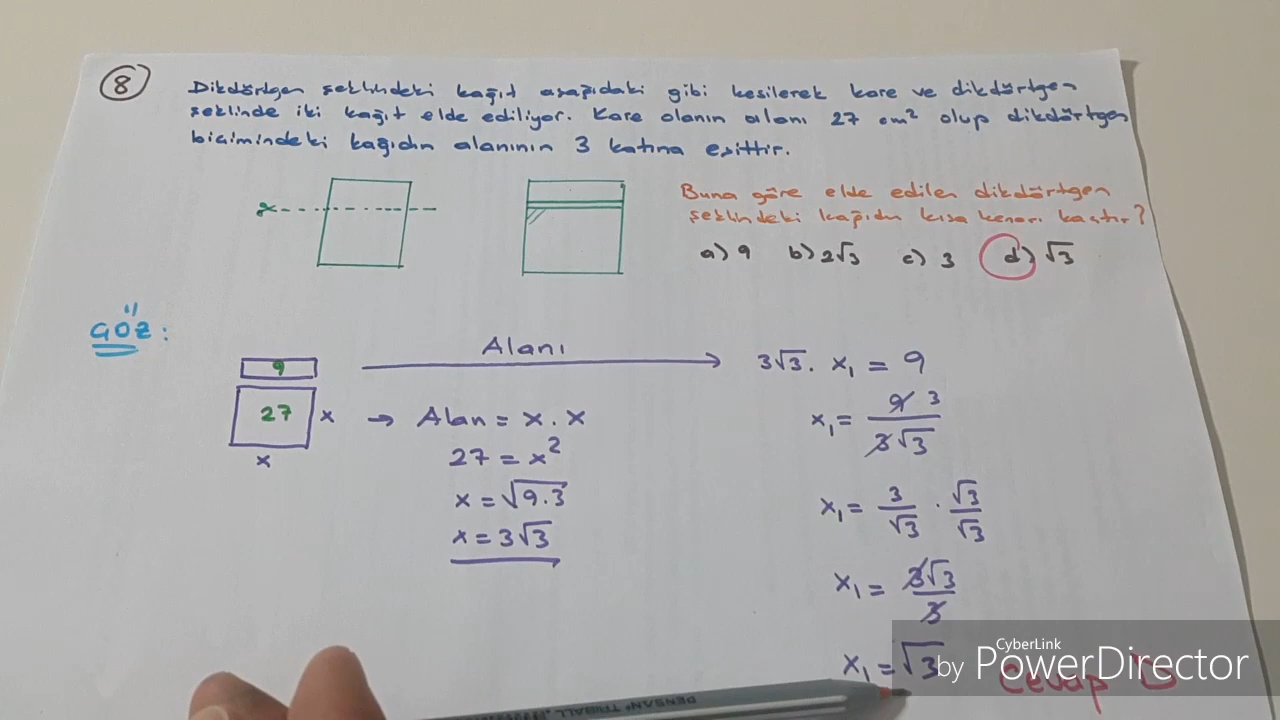 8
Dikdörtgen şeklindeki kağıt aşağıdaki gibi kesilerek kare ve dikdörtgen
şeklinde iki kağıt elde ediliyor. Kare olanın alanı 27 cm² olup dikdörtgen
biçimindeki kağıdın alanının 3 katına eşittir.
Buna göre elde edilen dikdörtgen
şeklindeki kağıdın kısa kenarı kaçtır?
a) 9 b) 2√3 c) 3 d) √3
ÇÖZ:
9
27 x
x
Alanı
→ Alan = x . x
27 = x²
x = √9.3
x = 3√3
3√3 . x₁ = 9
x₁ = 9 3 / 3√3
x₁ = 3/√3 . √3/√3
x₁ = 3√3/3
x₁ = √3
Cevap D
CyberLink
by PowerDirector